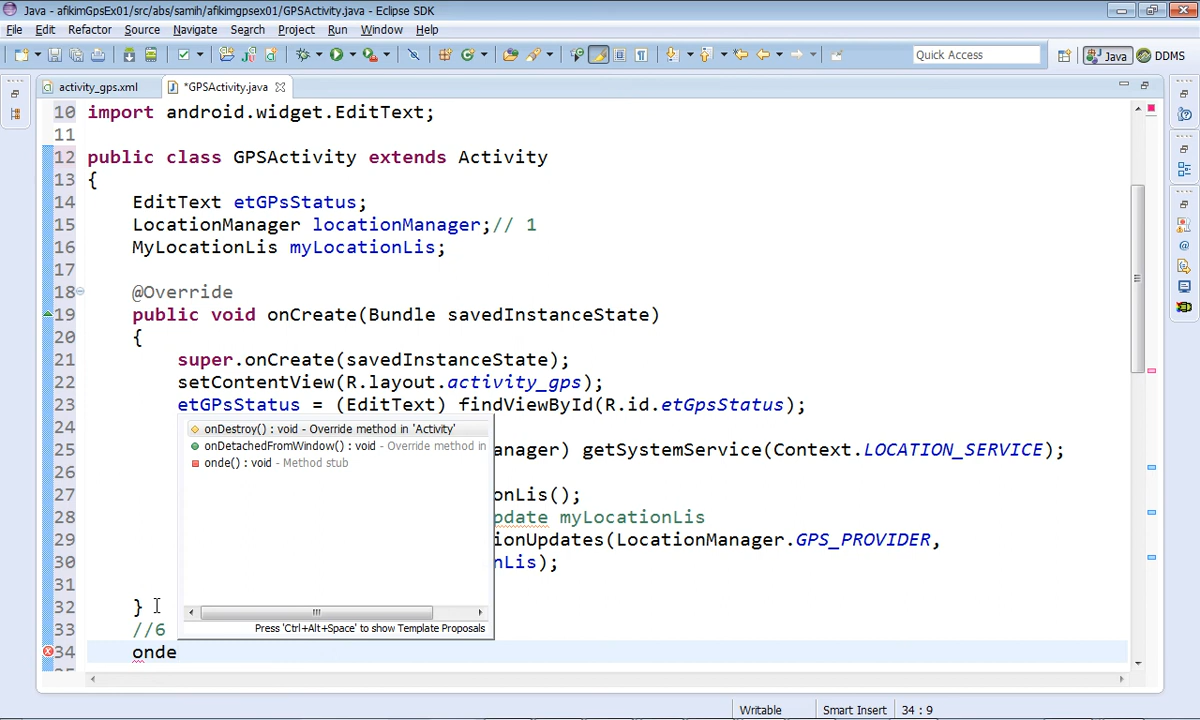 Java - afikimGpsEx01/src/abs/samih/afikimgpsex01/GPSActivity.java - Eclipse SDK
File Edit Refactor Source Navigate Search Project Run Window Help
Quick Access Java DDMS
activity_gps.xml *GPSActivity.java
10 import android.widget.EditText;
11
12 public class GPSActivity extends Activity
13 {
14 EditText etGPsStatus;
15 LocationManager locationManager;// 1
16 MyLocationLis myLocationLis;
17
18 @Override
19 public void onCreate(Bundle savedInstanceState)
20 {
21 super.onCreate(savedInstanceState);
22 setContentView(R.layout.activity_gps);
23 etGPsStatus = (EditText) findViewById(R.id.etGpsStatus);
24
25 anager) getSystemService(Context.LOCATION_SERVICE);
26
27 onLis();
28 pdate myLocationLis
29 ionUpdates(LocationManager.GPS_PROVIDER,
30 nLis);
31
32 }
33 //6
34 onde
onDestroy() : void - Override method in 'Activity'
onDetachedFromWindow() : void - Override method in
onde() : void - Method stub
Press 'Ctrl+Alt+Space' to show Template Proposals
Writable Smart Insert 34 : 9